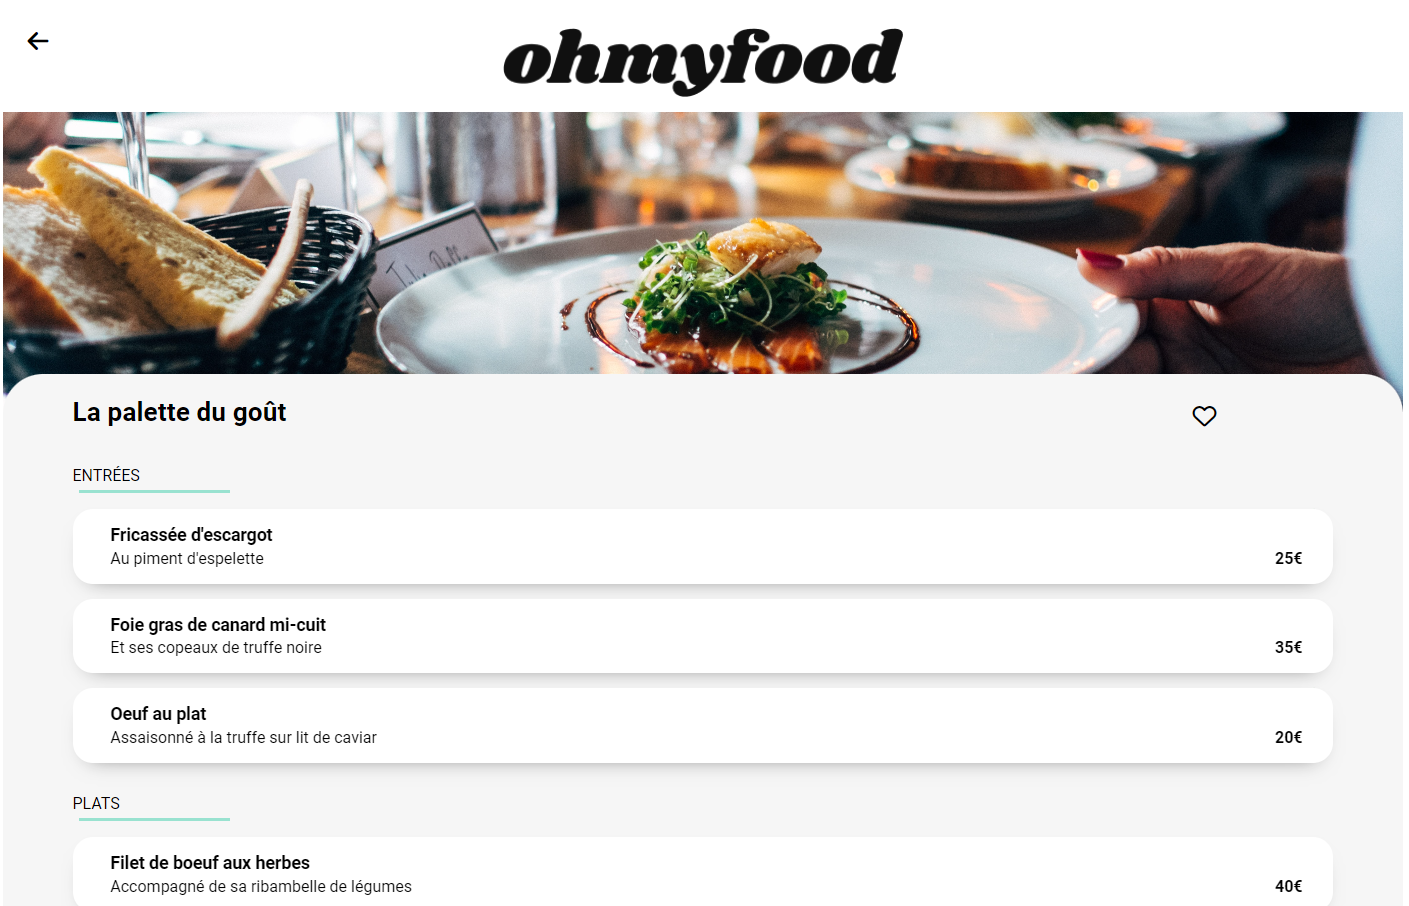 ohmyfood
La palette du goût
ENTRÉES
Fricassée d'escargot
Au piment d'espelette
25€
Foie gras de canard mi-cuit
Et ses copeaux de truffe noire
35€
Oeuf au plat
Assaisonné à la truffe sur lit de caviar
20€
PLATS
Filet de boeuf aux herbes
Accompagné de sa ribambelle de légumes
40€